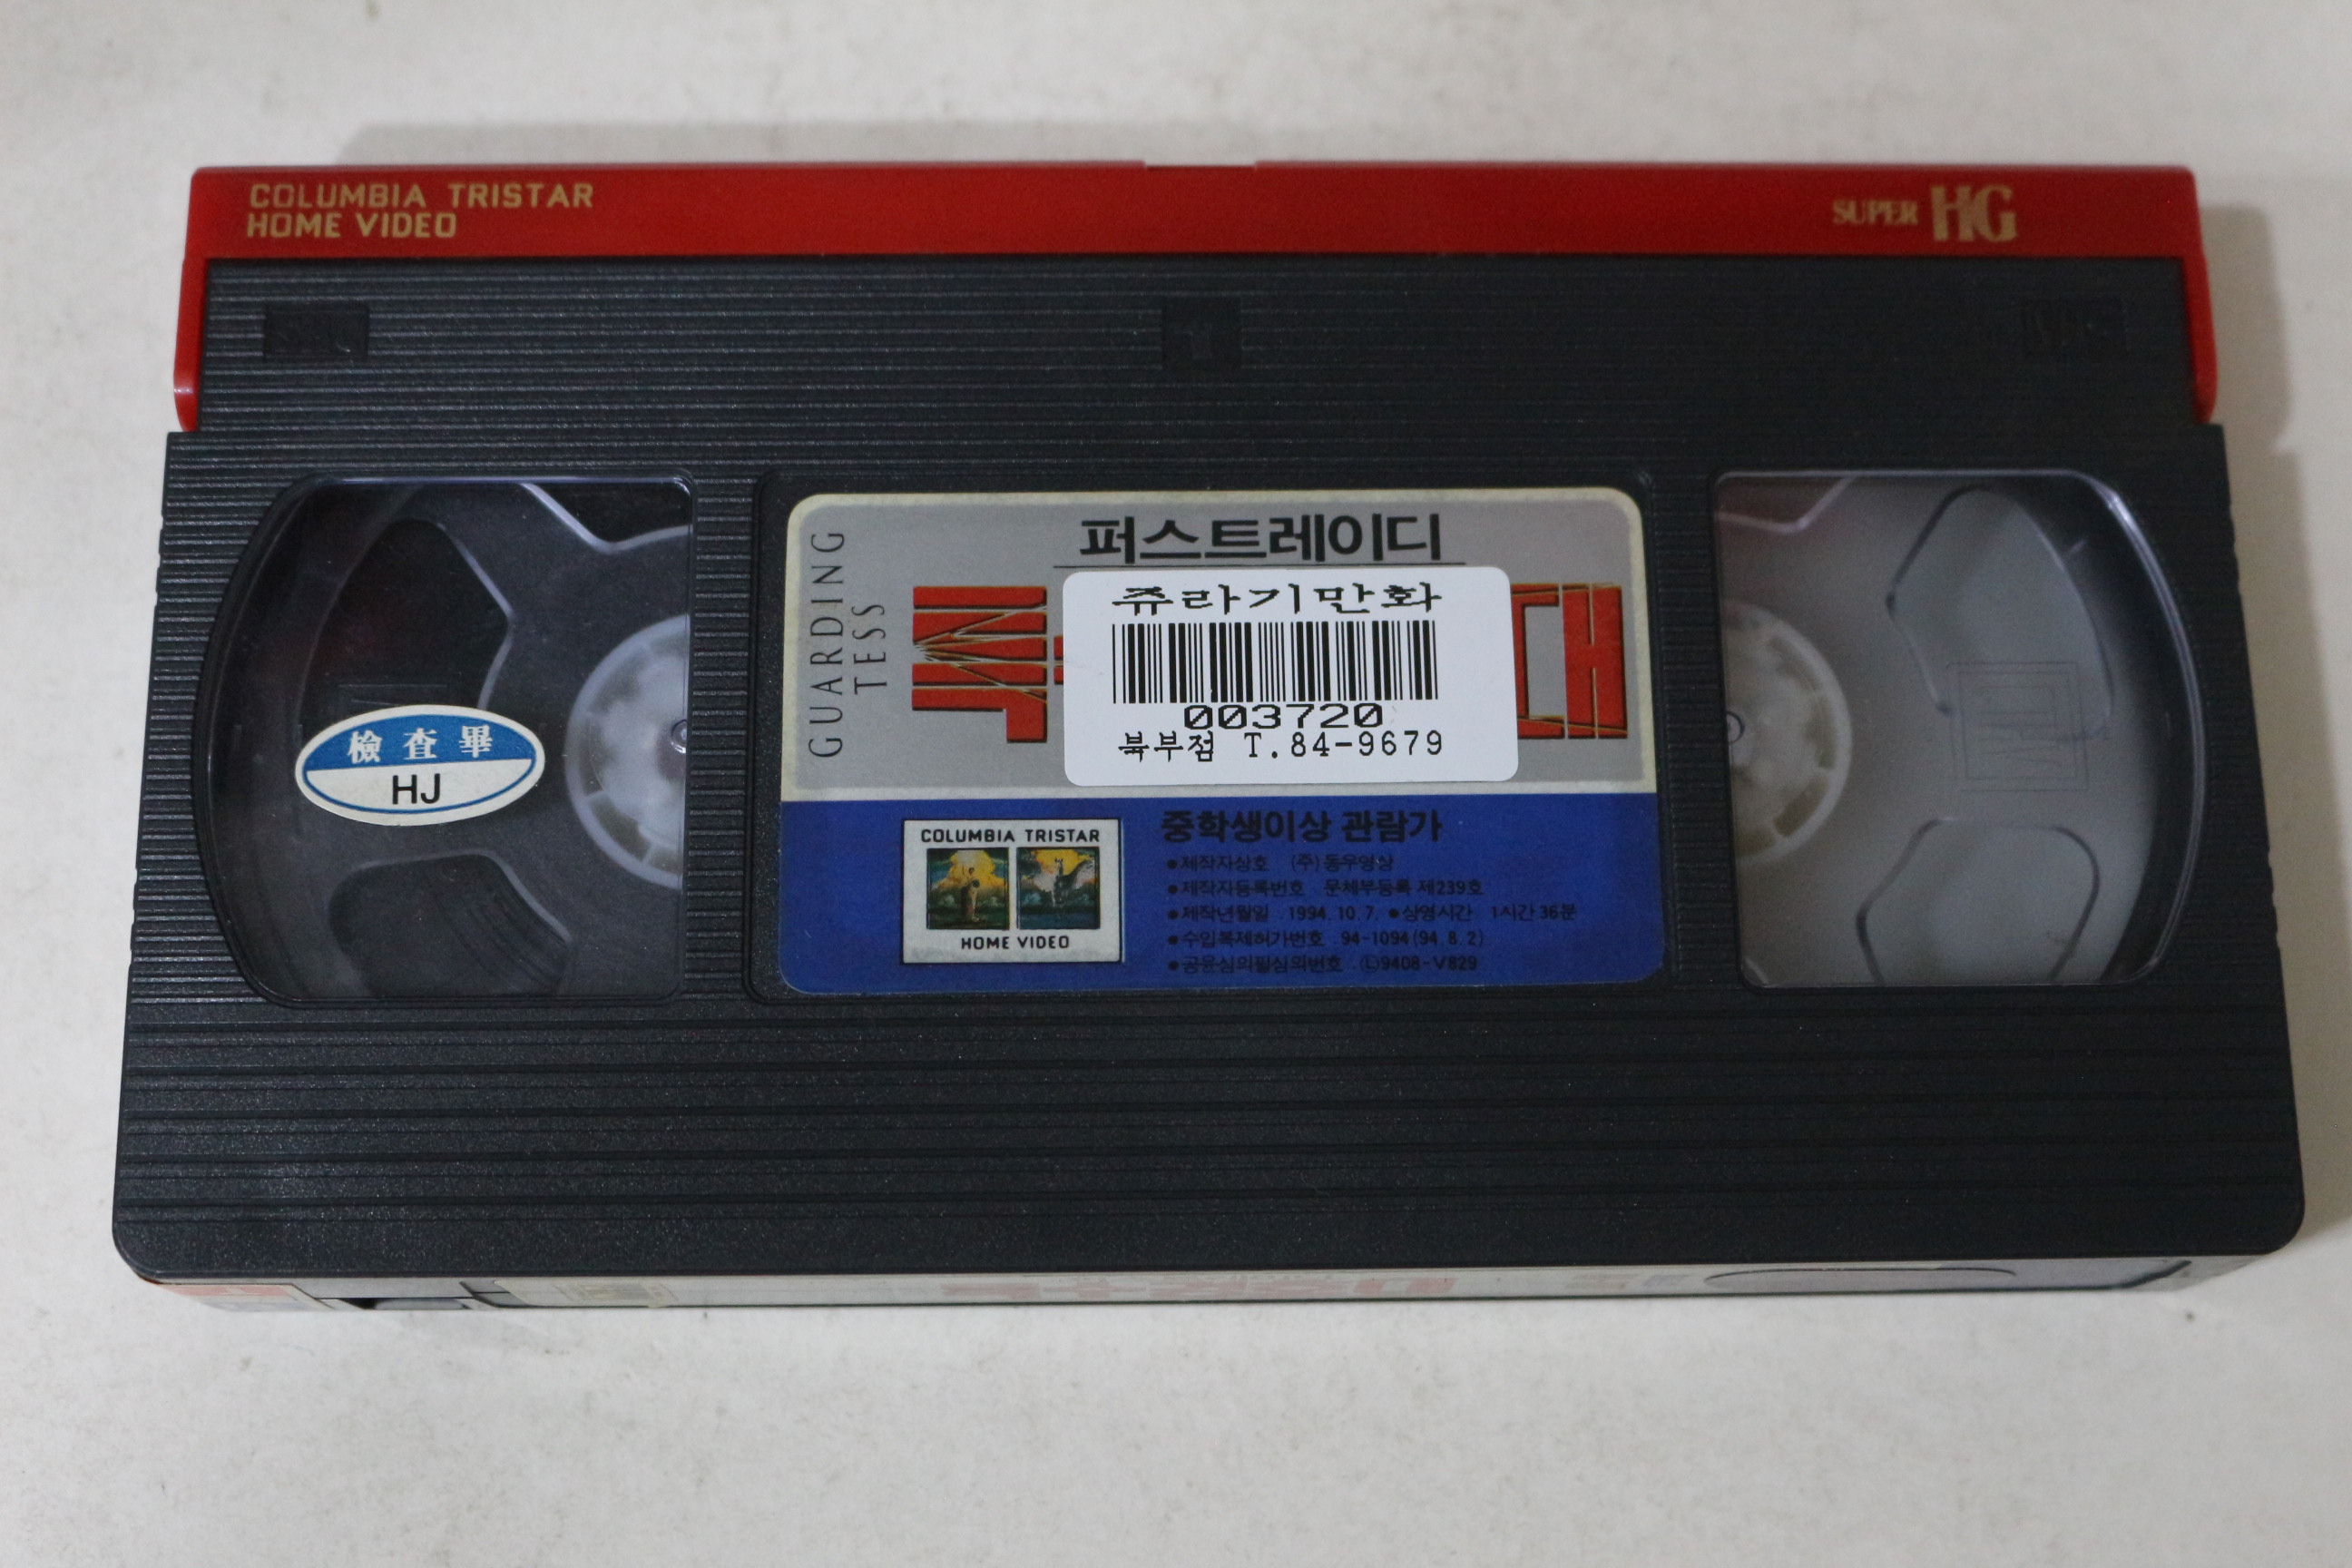 COLUMBIA TRISTAR
HOME VIDEO
SUPER HG
檢査畢
HJ
GUARDING
TESS
퍼스트레이디
특
대
쥬라기만화
003720
북부점 T.84-9679
COLUMBIA TRISTAR
HOME VIDEO
중학생이상 관람가
●제작자상호 (주)동우영상
●제작자등록번호 문체부등록 제239호
●제작년월일 1994.10.7. ●상영시간 1시간 36분
●수입복제허가번호 94-1094(94.8.2)
●공윤심의필심의번호 Ⓛ9408-V829